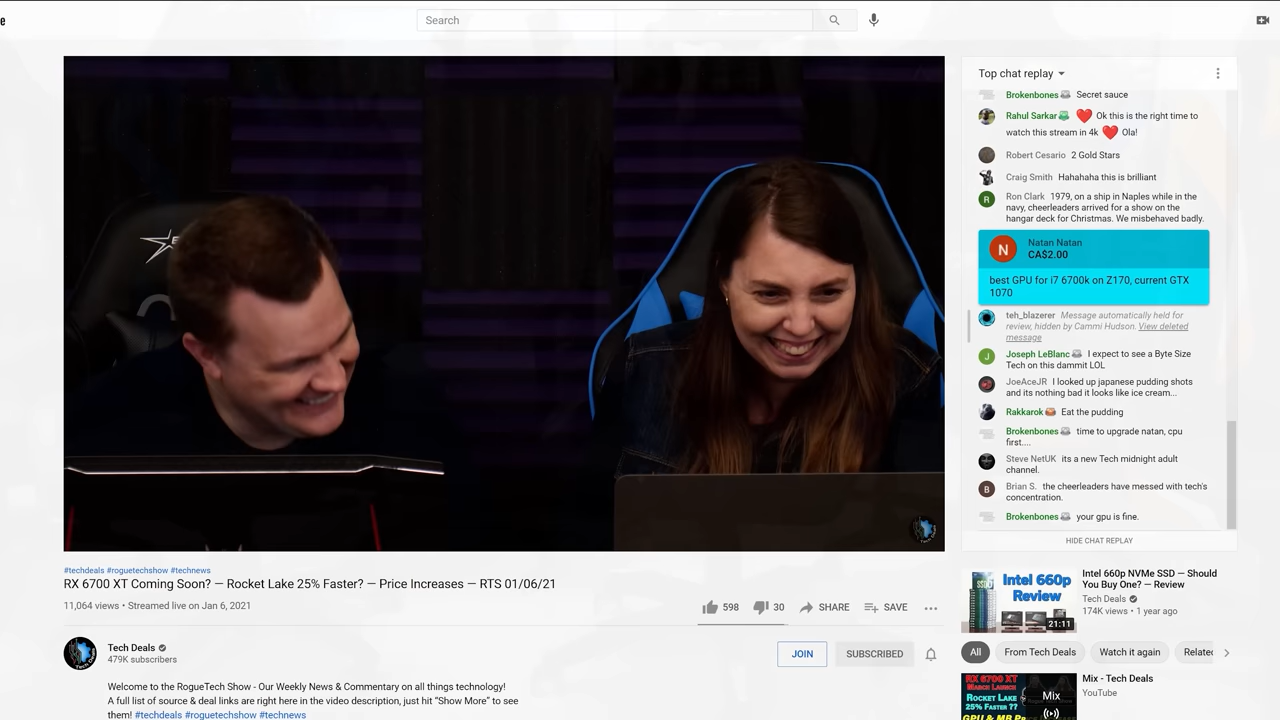 e
Search
Top chat replay
Brokenbones Secret sauce
Rahul Sarkar Ok this is the right time to
watch this stream in 4k Ola!
Robert Cesario 2 Gold Stars
Craig Smith Hahahaha this is brilliant
R Ron Clark 1979, on a ship in Naples while in the
navy, cheerleaders arrived for a show on the
hangar deck for Christmas. We misbehaved badly.
N Natan Natan
CA$2.00
best GPU for i7 6700k on Z170, current GTX
1070
teh_blazerer Message automatically held for
review, hidden by Cammi Hudson. View deleted
message
J Joseph LeBlanc I expect to see a Byte Size
Tech on this dammit LOL
JoeAceJR I looked up japanese pudding shots
and its nothing bad it looks like ice cream...
Rakkarok Eat the pudding
Brokenbones time to upgrade natan, cpu
first....
Steve NetUK its a new Tech midnight adult
channel.
B Brian S. the cheerleaders have messed with tech's
concentration.
Brokenbones your gpu is fine.
HIDE CHAT REPLAY
#techdeals #roguetechshow #technews
RX 6700 XT Coming Soon? — Rocket Lake 25% Faster? — Price Increases — RTS 01/06/21
11,064 views • Streamed live on Jan 6, 2021
598 30 SHARE SAVE
Tech Deals
479K subscribers
JOIN SUBSCRIBED
Welcome to the RogueTech Show - Our Weekly News & Commentary on all things technology!
A full list of source & deal links are right here in the video description, just hit "Show More" to see
them! #techdeals #roguetechshow #technews
Intel 660p
Review
21:11
Intel 660p NVMe SSD — Should
You Buy One? — Review
Tech Deals
174K views • 1 year ago
All From Tech Deals Watch it again Related
RX 6700 XT
March Launch
Rocket Lake
25% Faster ??
Mix
Mix - Tech Deals
YouTube